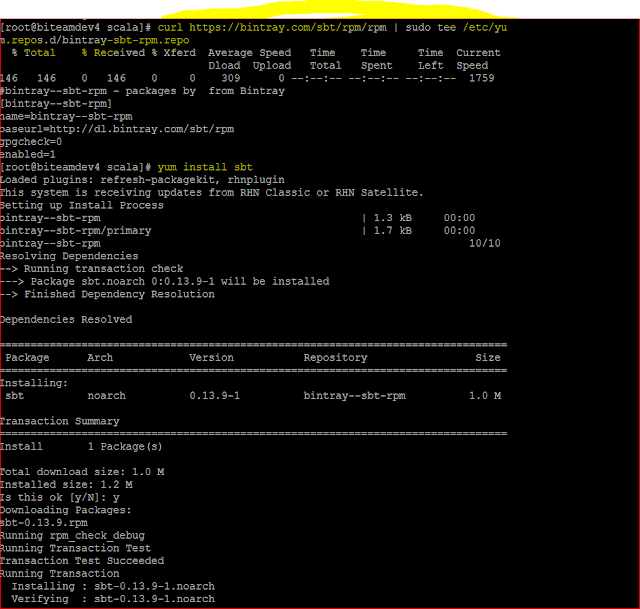 [root@biteamdev4 scala]# curl https://bintray.com/sbt/rpm/rpm | sudo tee /etc/yu
m.repos.d/bintray-sbt-rpm.repo
% Total % Received % Xferd Average Speed Time Time Time Current
Dload Upload Total Spent Left Speed
146 146 0 146 0 0 309 0 --:--:-- --:--:-- --:--:-- 1759
#bintray--sbt-rpm - packages by from Bintray
[bintray--sbt-rpm]
name=bintray--sbt-rpm
baseurl=http://dl.bintray.com/sbt/rpm
gpgcheck=0
enabled=1
[root@biteamdev4 scala]# yum install sbt
Loaded plugins: refresh-packagekit, rhnplugin
This system is receiving updates from RHN Classic or RHN Satellite.
Setting up Install Process
bintray--sbt-rpm | 1.3 kB 00:00
bintray--sbt-rpm/primary | 1.7 kB 00:00
bintray--sbt-rpm 10/10
Resolving Dependencies
--> Running transaction check
---> Package sbt.noarch 0:0.13.9-1 will be installed
--> Finished Dependency Resolution
Dependencies Resolved
================================================================================
Package Arch Version Repository Size
================================================================================
Installing:
sbt noarch 0.13.9-1 bintray--sbt-rpm 1.0 M
Transaction Summary
================================================================================
Install 1 Package(s)
Total download size: 1.0 M
Installed size: 1.2 M
Is this ok [y/N]: y
Downloading Packages:
sbt-0.13.9.rpm
Running rpm_check_debug
Running Transaction Test
Transaction Test Succeeded
Running Transaction
Installing : sbt-0.13.9-1.noarch
Verifying : sbt-0.13.9-1.noarch